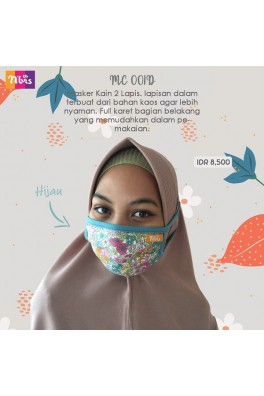 Nbrs
MC 001D
Masker Kain 2 Lapis. lapisan dalam
terbuat dari bahan kaos agar lebih
nyaman. Full karet bagian belakang
yang memudahkan dalam pe-
makaian.
IDR 8,500
Hijau